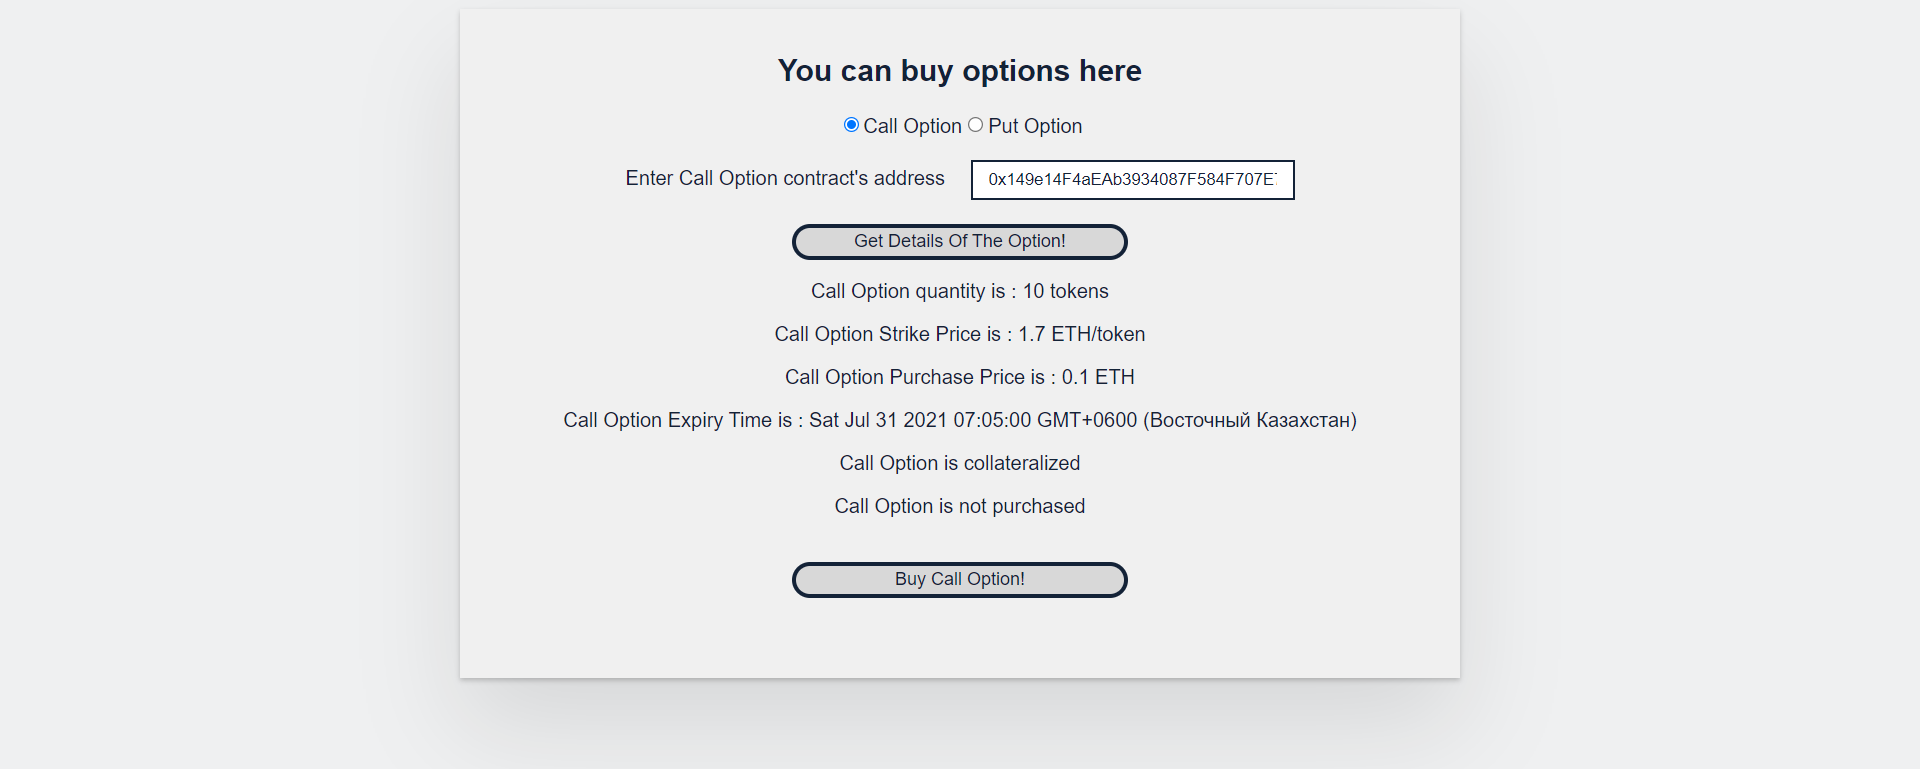 You can buy options here
Call Option Put Option
Enter Call Option contract's address 0x149e14F4aEAb3934087F584F707E
Get Details Of The Option!
Call Option quantity is : 10 tokens
Call Option Strike Price is : 1.7 ETH/token
Call Option Purchase Price is : 0.1 ETH
Call Option Expiry Time is : Sat Jul 31 2021 07:05:00 GMT+0600 (Восточный Казахстан)
Call Option is collateralized
Call Option is not purchased
Buy Call Option!